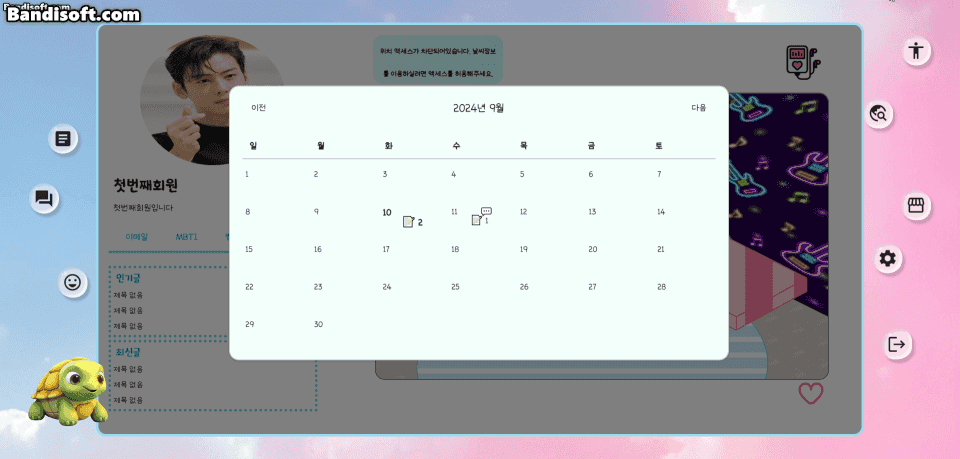 Bandisoft.com
Bandisoft.com
위치 액세스가 차단되어있습니다. 날씨정보
를 이용하실려면 액세스를 허용해주세요.
첫번째회원
첫번째회원입니다
이메일 MBTI
인기글
제목 없음
제목 없음
제목 없음
최신글
제목 없음
제목 없음
제목 없음
이전 2024년 9월 다음
일 월 화 수 목 금 토
1 2 3 4 5 6 7
8 9 10 2 11 1 12 13 14
15 16 17 18 19 20 21
22 23 24 25 26 27 28
29 30